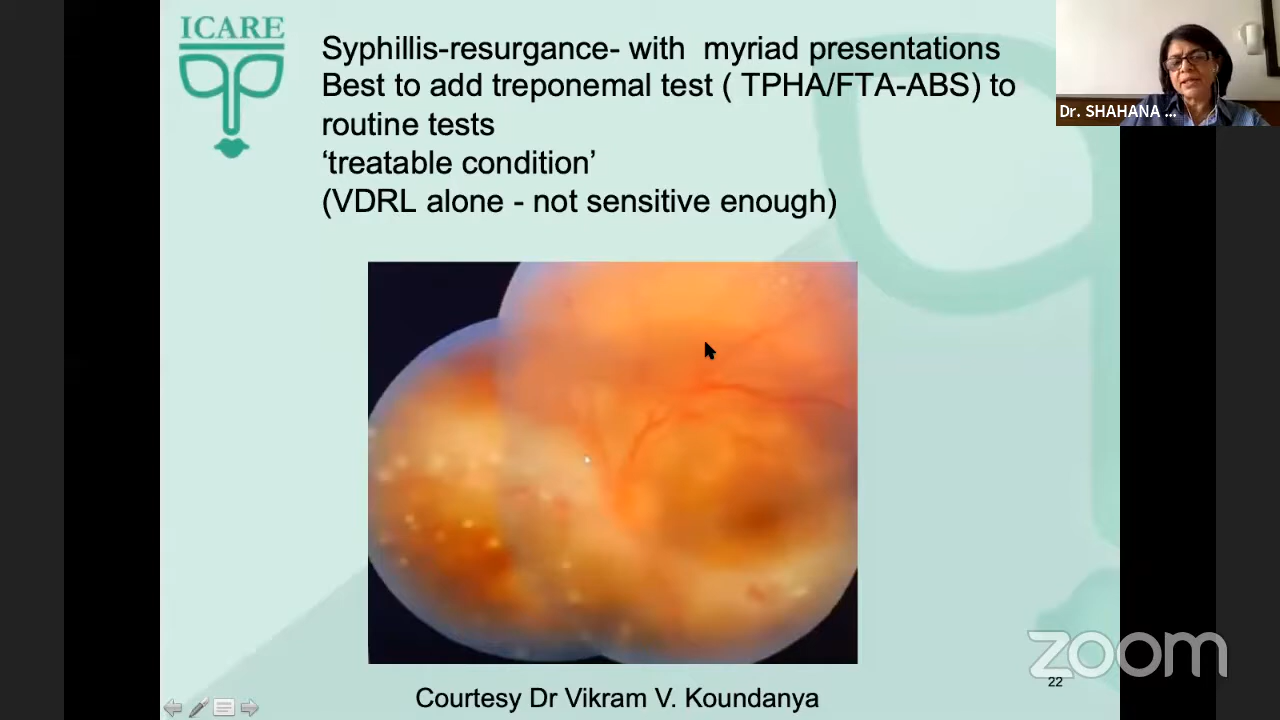 ICARE
Syphillis-resurgance- with myriad presentations
Best to add treponemal test ( TPHA/FTA-ABS) to
routine tests
‘treatable condition’
(VDRL alone - not sensitive enough)
Dr. SHAHANA ...
Courtesy Dr Vikram V. Koundanya
zoom
22